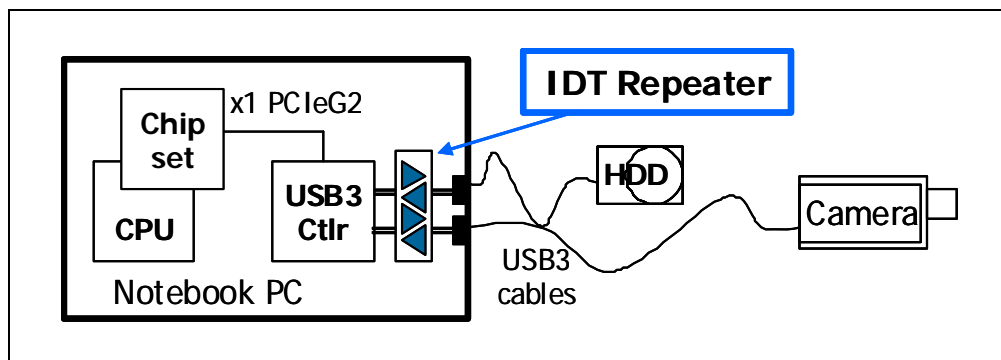 IDT Repeater
x1 PCIeG2
Chip
set
CPU
USB3
Ctlr
Notebook PC
HDD
USB3
cables
Camera